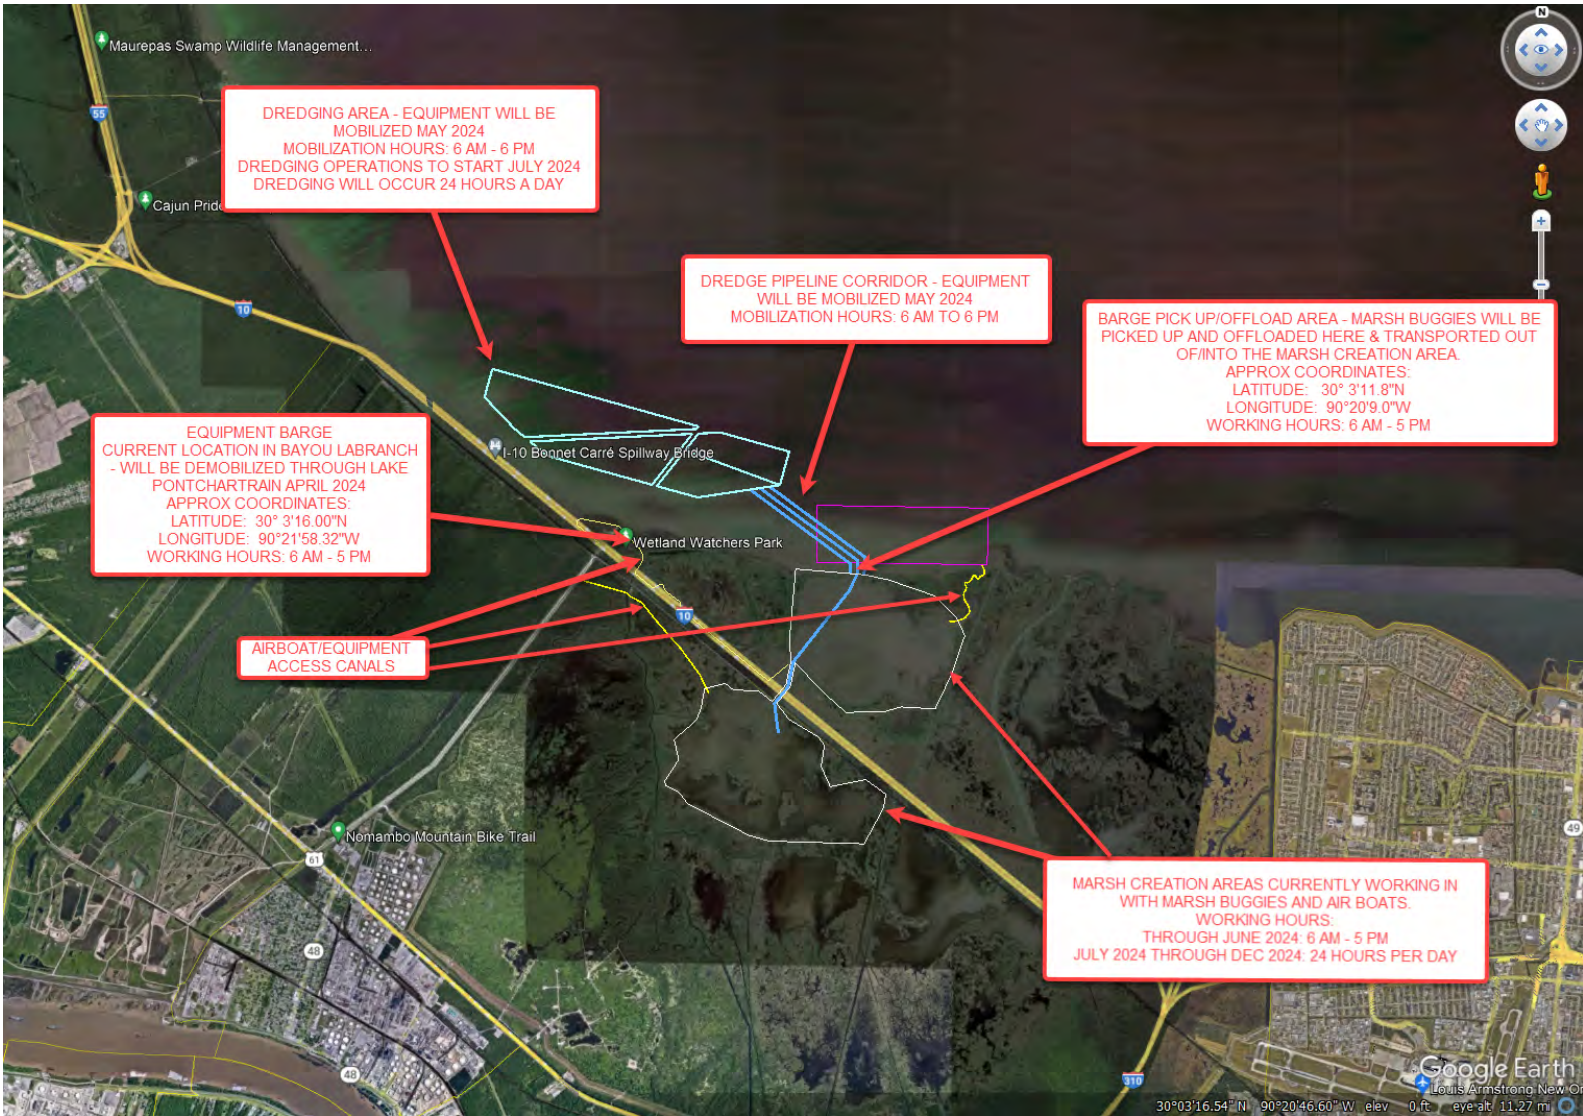 N
Maurepas Swamp Wildlife Management...
55
DREDGING AREA - EQUIPMENT WILL BE
MOBILIZED MAY 2024
MOBILIZATION HOURS: 6 AM - 6 PM
DREDGING OPERATIONS TO START JULY 2024
DREDGING WILL OCCUR 24 HOURS A DAY
Cajun Pride
10
DREDGE PIPELINE CORRIDOR - EQUIPMENT
WILL BE MOBILIZED MAY 2024
MOBILIZATION HOURS: 6 AM TO 6 PM
BARGE PICK UP/OFFLOAD AREA - MARSH BUGGIES WILL BE
PICKED UP AND OFFLOADED HERE & TRANSPORTED OUT
OF/INTO THE MARSH CREATION AREA.
APPROX COORDINATES:
LATITUDE: 30° 3'11.8"N
LONGITUDE: 90°20'9.0"W
WORKING HOURS: 6 AM - 5 PM
EQUIPMENT BARGE
CURRENT LOCATION IN BAYOU LABRANCH
- WILL BE DEMOBILIZED THROUGH LAKE
PONTCHARTRAIN APRIL 2024
APPROX COORDINATES:
LATITUDE: 30° 3'16.00"N
LONGITUDE: 90°21'58.32"W
WORKING HOURS: 6 AM - 5 PM
I-10 Bonnet Carré Spillway Bridge
Wetland Watchers Park
10
AIRBOAT/EQUIPMENT
ACCESS CANALS
Nomambo Mountain Bike Trail
61
49
MARSH CREATION AREAS CURRENTLY WORKING IN
WITH MARSH BUGGIES AND AIR BOATS.
WORKING HOURS:
THROUGH JUNE 2024: 6 AM - 5 PM
JULY 2024 THROUGH DEC 2024: 24 HOURS PER DAY
48
48
310
Google Earth
Louis Armstrong New Or
30°03'16.54" N 90°20'46.60" W elev 0 ft eye alt 11.27 mi